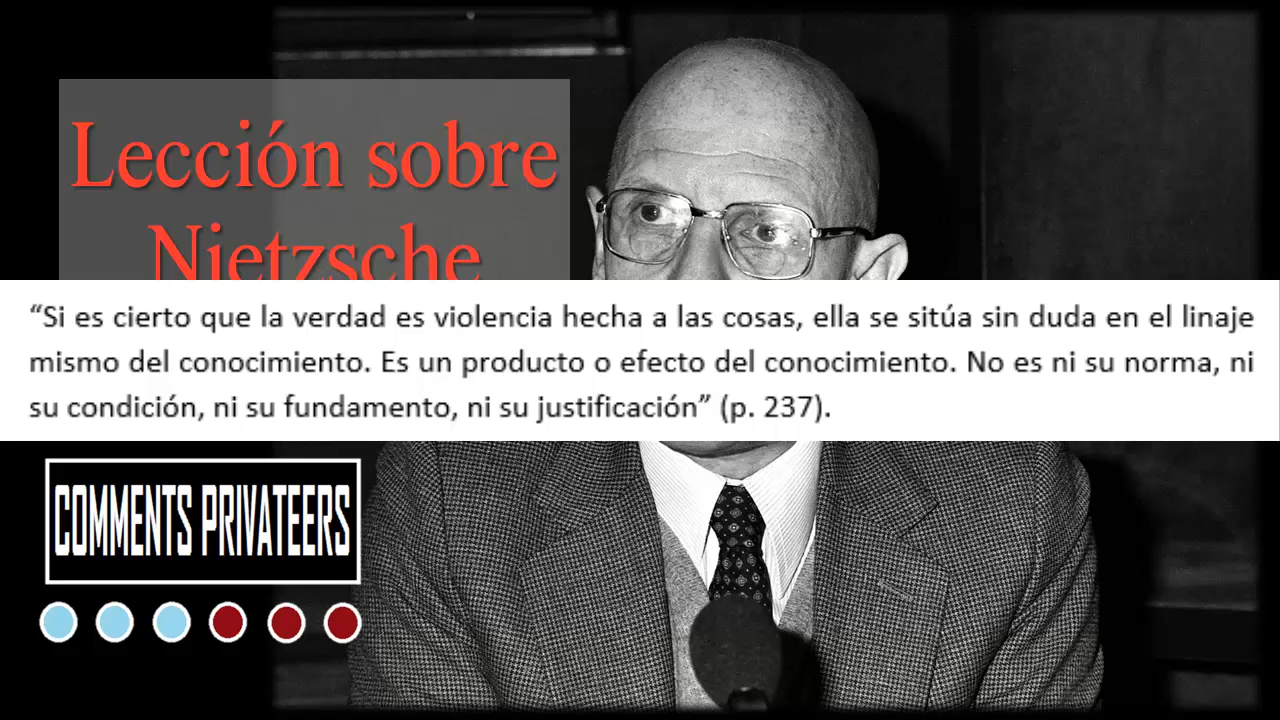 Lección sobre
Nietzsche
“Si es cierto que la verdad es violencia hecha a las cosas, ella se sitúa sin duda en el linaje
mismo del conocimiento. Es un producto o efecto del conocimiento. No es ni su norma, ni
su condición, ni su fundamento, ni su justificación” (p. 237).
COMMENTS PRIVATEERS